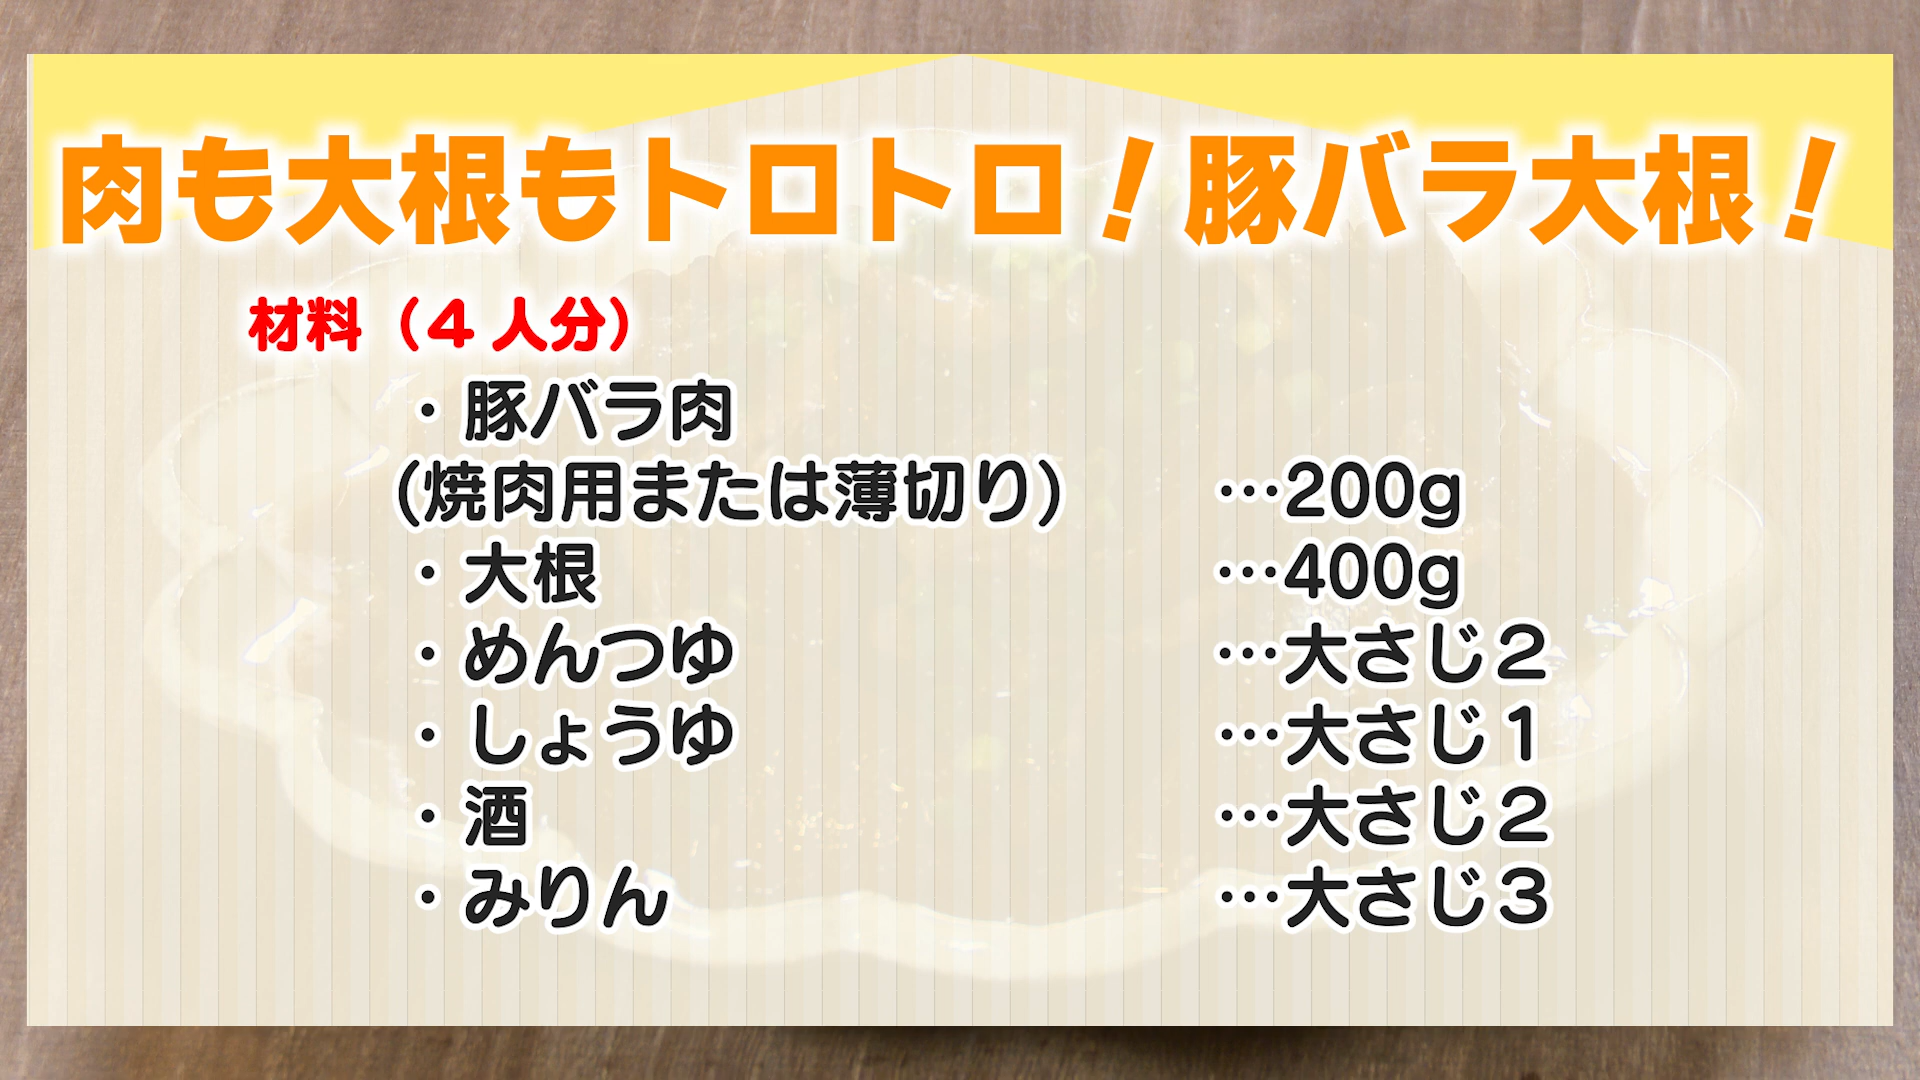 肉も大根もトロトロ！豚バラ大根！
材料（４人分）
・豚バラ肉
(焼肉用または薄切り) …200g
・大根 …400g
・めんつゆ …大さじ２
・しょうゆ …大さじ１
・酒 …大さじ２
・みりん …大さじ３